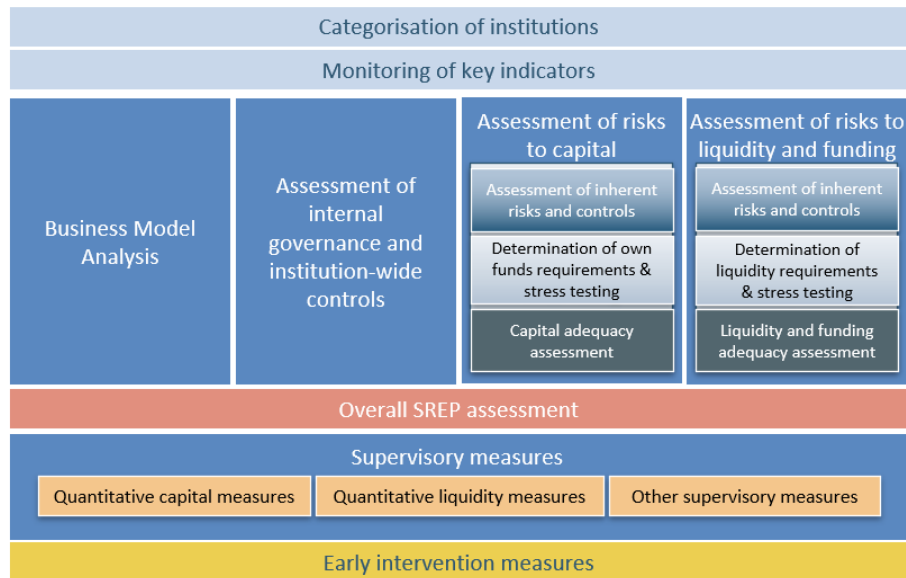 Categorisation of institutions
Monitoring of key indicators
Business Model
Analysis
Assessment of
internal
governance and
institution-wide
controls
Assessment of risks
to capital
Assessment of inherent
risks and controls
Determination of own
funds requirements &
stress testing
Capital adequacy
assessment
Assessment of risks to
liquidity and funding
Assessment of inherent
risks and controls
Determination of
liquidity requirements
& stress testing
Liquidity and funding
adequacy assessment
Overall SREP assessment
Supervisory measures
Quantitative capital measures
Quantitative liquidity measures
Other supervisory measures
Early intervention measures